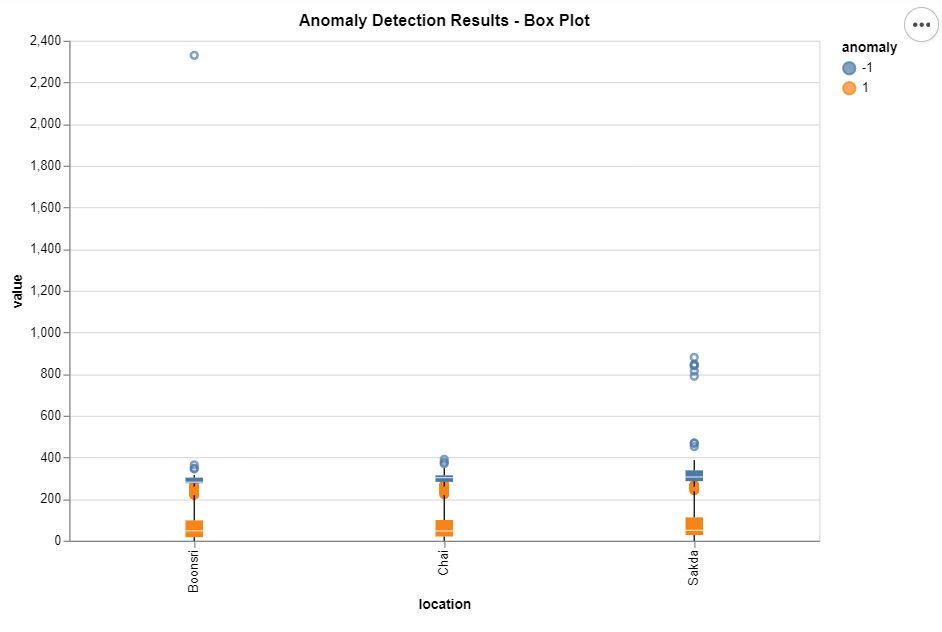 Anomaly Detection Results - Box Plot
anomaly
-1
1
value
2,400
2,200
2,000
1,800
1,600
1,400
1,200
1,000
800
600
400
200
0
Boonsri
Chai
Sakda
location